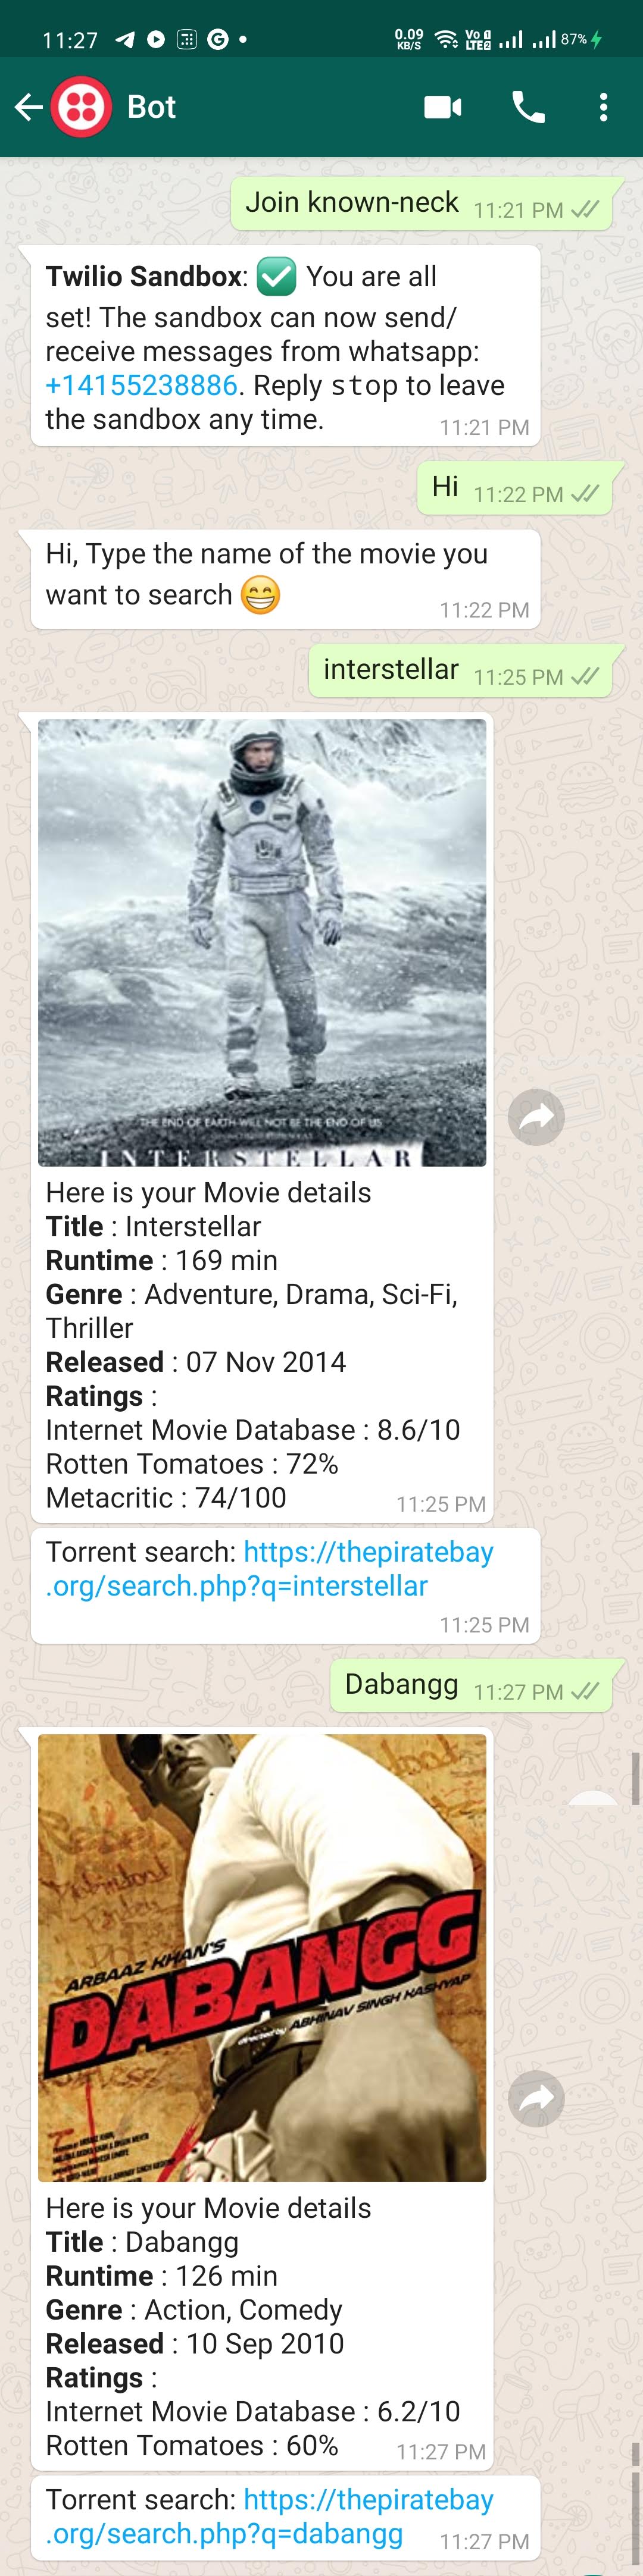 11:27
0.09 KB/S Vo LTE2 87%
Bot
Join known-neck 11:21 PM
Twilio Sandbox: ✅ You are all
set! The sandbox can now send/
receive messages from whatsapp:
+14155238886. Reply stop to leave
the sandbox any time. 11:21 PM
Hi 11:22 PM
Hi, Type the name of the movie you
want to search 😁 11:22 PM
interstellar 11:25 PM
THE END OF EARTH WILL NOT BE THE END OF US
INTERSTELLAR
Here is your Movie details
Title : Interstellar
Runtime : 169 min
Genre : Adventure, Drama, Sci-Fi,
Thriller
Released : 07 Nov 2014
Ratings :
Internet Movie Database : 8.6/10
Rotten Tomatoes : 72%
Metacritic : 74/100 11:25 PM
Torrent search: https://thepiratebay
.org/search.php?q=interstellar
11:25 PM
Dabangg 11:27 PM
ARBAAZ KHAN'S
DABANGG
directed by ABHINAV SINGH KASHYAP
Here is your Movie details
Title : Dabangg
Runtime : 126 min
Genre : Action, Comedy
Released : 10 Sep 2010
Ratings :
Internet Movie Database : 6.2/10
Rotten Tomatoes : 60% 11:27 PM
Torrent search: https://thepiratebay
.org/search.php?q=dabangg 11:27 PM